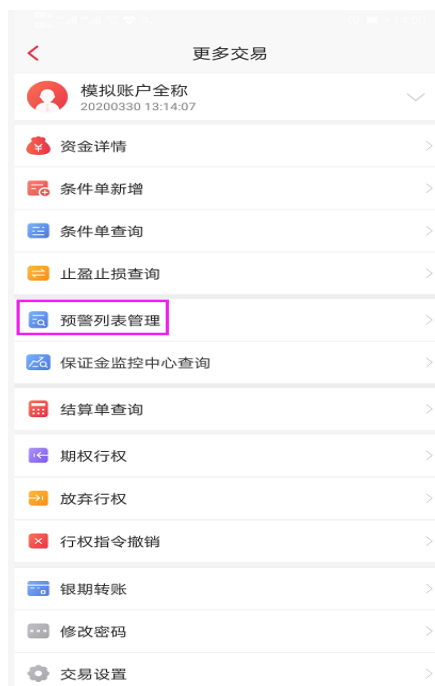 更多交易
模拟账户全称
20200330 13:14:07
资金详情
条件单新增
条件单查询
止盈止损查询
预警列表管理
保证金监控中心查询
结算单查询
期权行权
放弃行权
行权指令撤销
银期转账
修改密码
交易设置